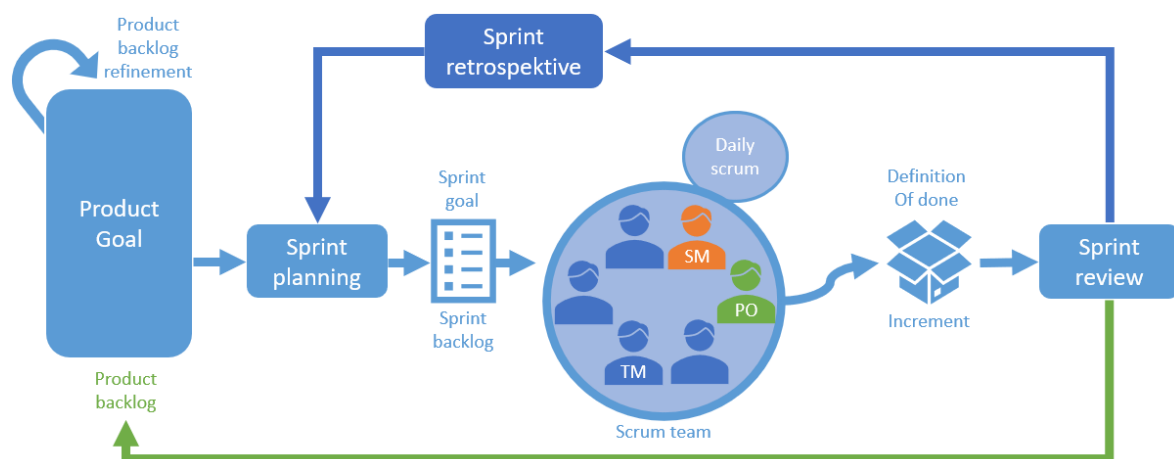 Product
backlog
refinement
Sprint
retrospektive
Product
Goal
Sprint
planning
Sprint
goal
Sprint
backlog
Daily
scrum
SM
PO
TM
Scrum team
Definition
Of done
Increment
Sprint
review
Product
backlog